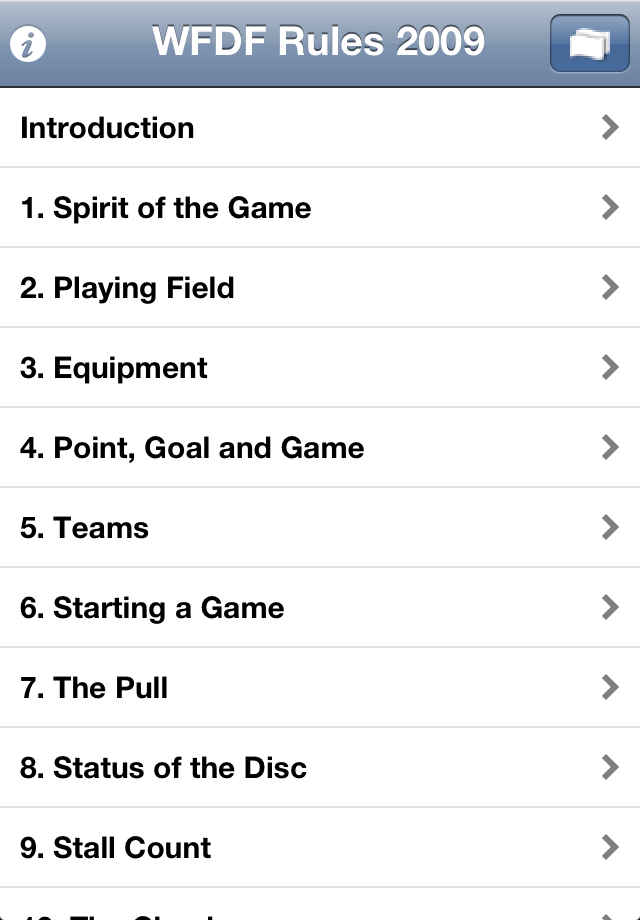 WFDF Rules 2009
Introduction
1. Spirit of the Game
2. Playing Field
3. Equipment
4. Point, Goal and Game
5. Teams
6. Starting a Game
7. The Pull
8. Status of the Disc
9. Stall Count